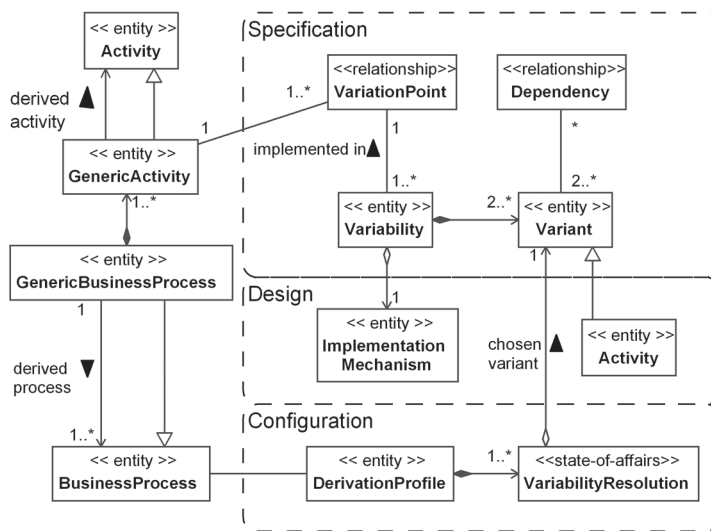 << entity >>
Activity
Specification
<<relationship>>
VariationPoint
<<relationship>>
Dependency
derived
activity
1..*
1
1
*
implemented in
<< entity >>
GenericActivity
1..*
1..*
2..*
<< entity >>
Variability
2..*
<< entity >>
Variant
<< entity >>
GenericBusinessProcess
1
1
Design
1
<< entity >>
Implementation
Mechanism
chosen
variant
<< entity >>
Activity
derived
process
1..*
Configuration
<< entity >>
BusinessProcess
<< entity >>
DerivationProfile
1..*
<<state-of-affairs>>
VariabilityResolution